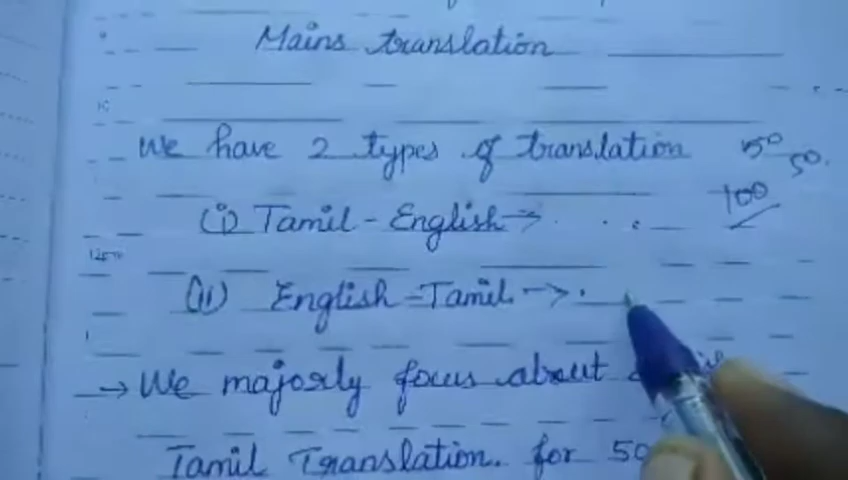 Mains translation
We have 2 types of translation 50 50.
100
(i) Tamil - English →
(ii) English - Tamil →
→ We majorly focus about
Tamil Translation. for 50